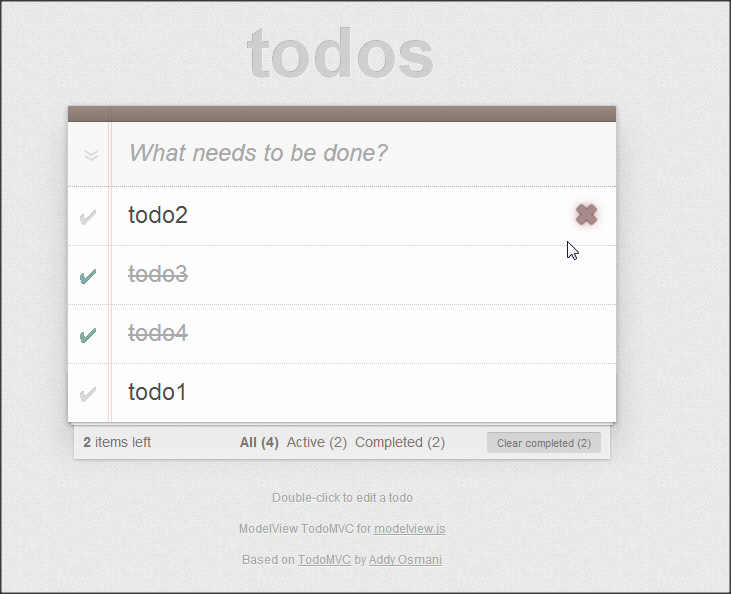 todos
What needs to be done?
todo2
todo3
todo4
todo1
2 items left All (4) Active (2) Completed (2) Clear completed (2)
Double-click to edit a todo
ModelView TodoMVC for modelview.js
Based on TodoMVC by Addy Osmani